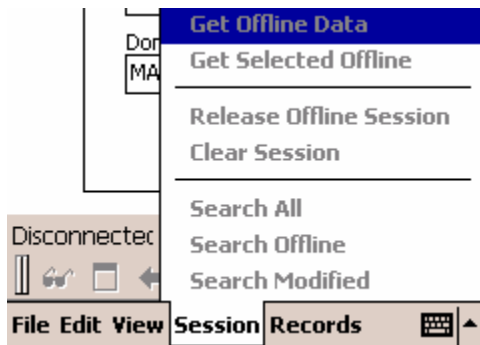 Get Offline Data
Get Selected Offline
Release Offline Session
Clear Session
Search All
Search Offline
Search Modified
File Edit View Session Records